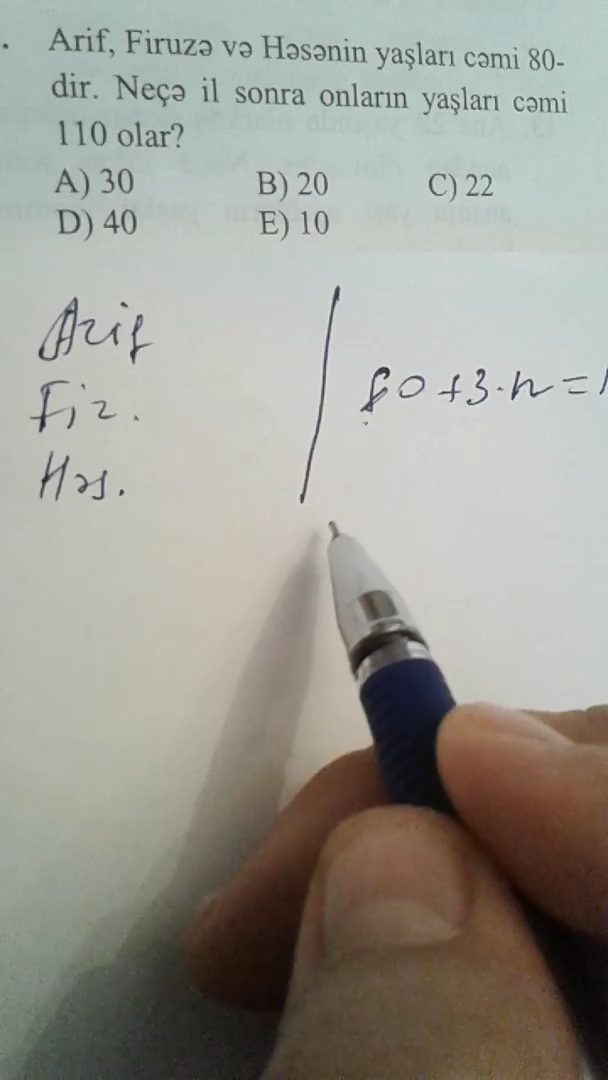 . Arif, Firuzə və Həsənin yaşları cəmi 80-
dir. Neçə il sonra onların yaşları cəmi
110 olar?
A) 30 B) 20 C) 22
D) 40 E) 10
Arif
Fiz.
Həs.
80+3·n=1